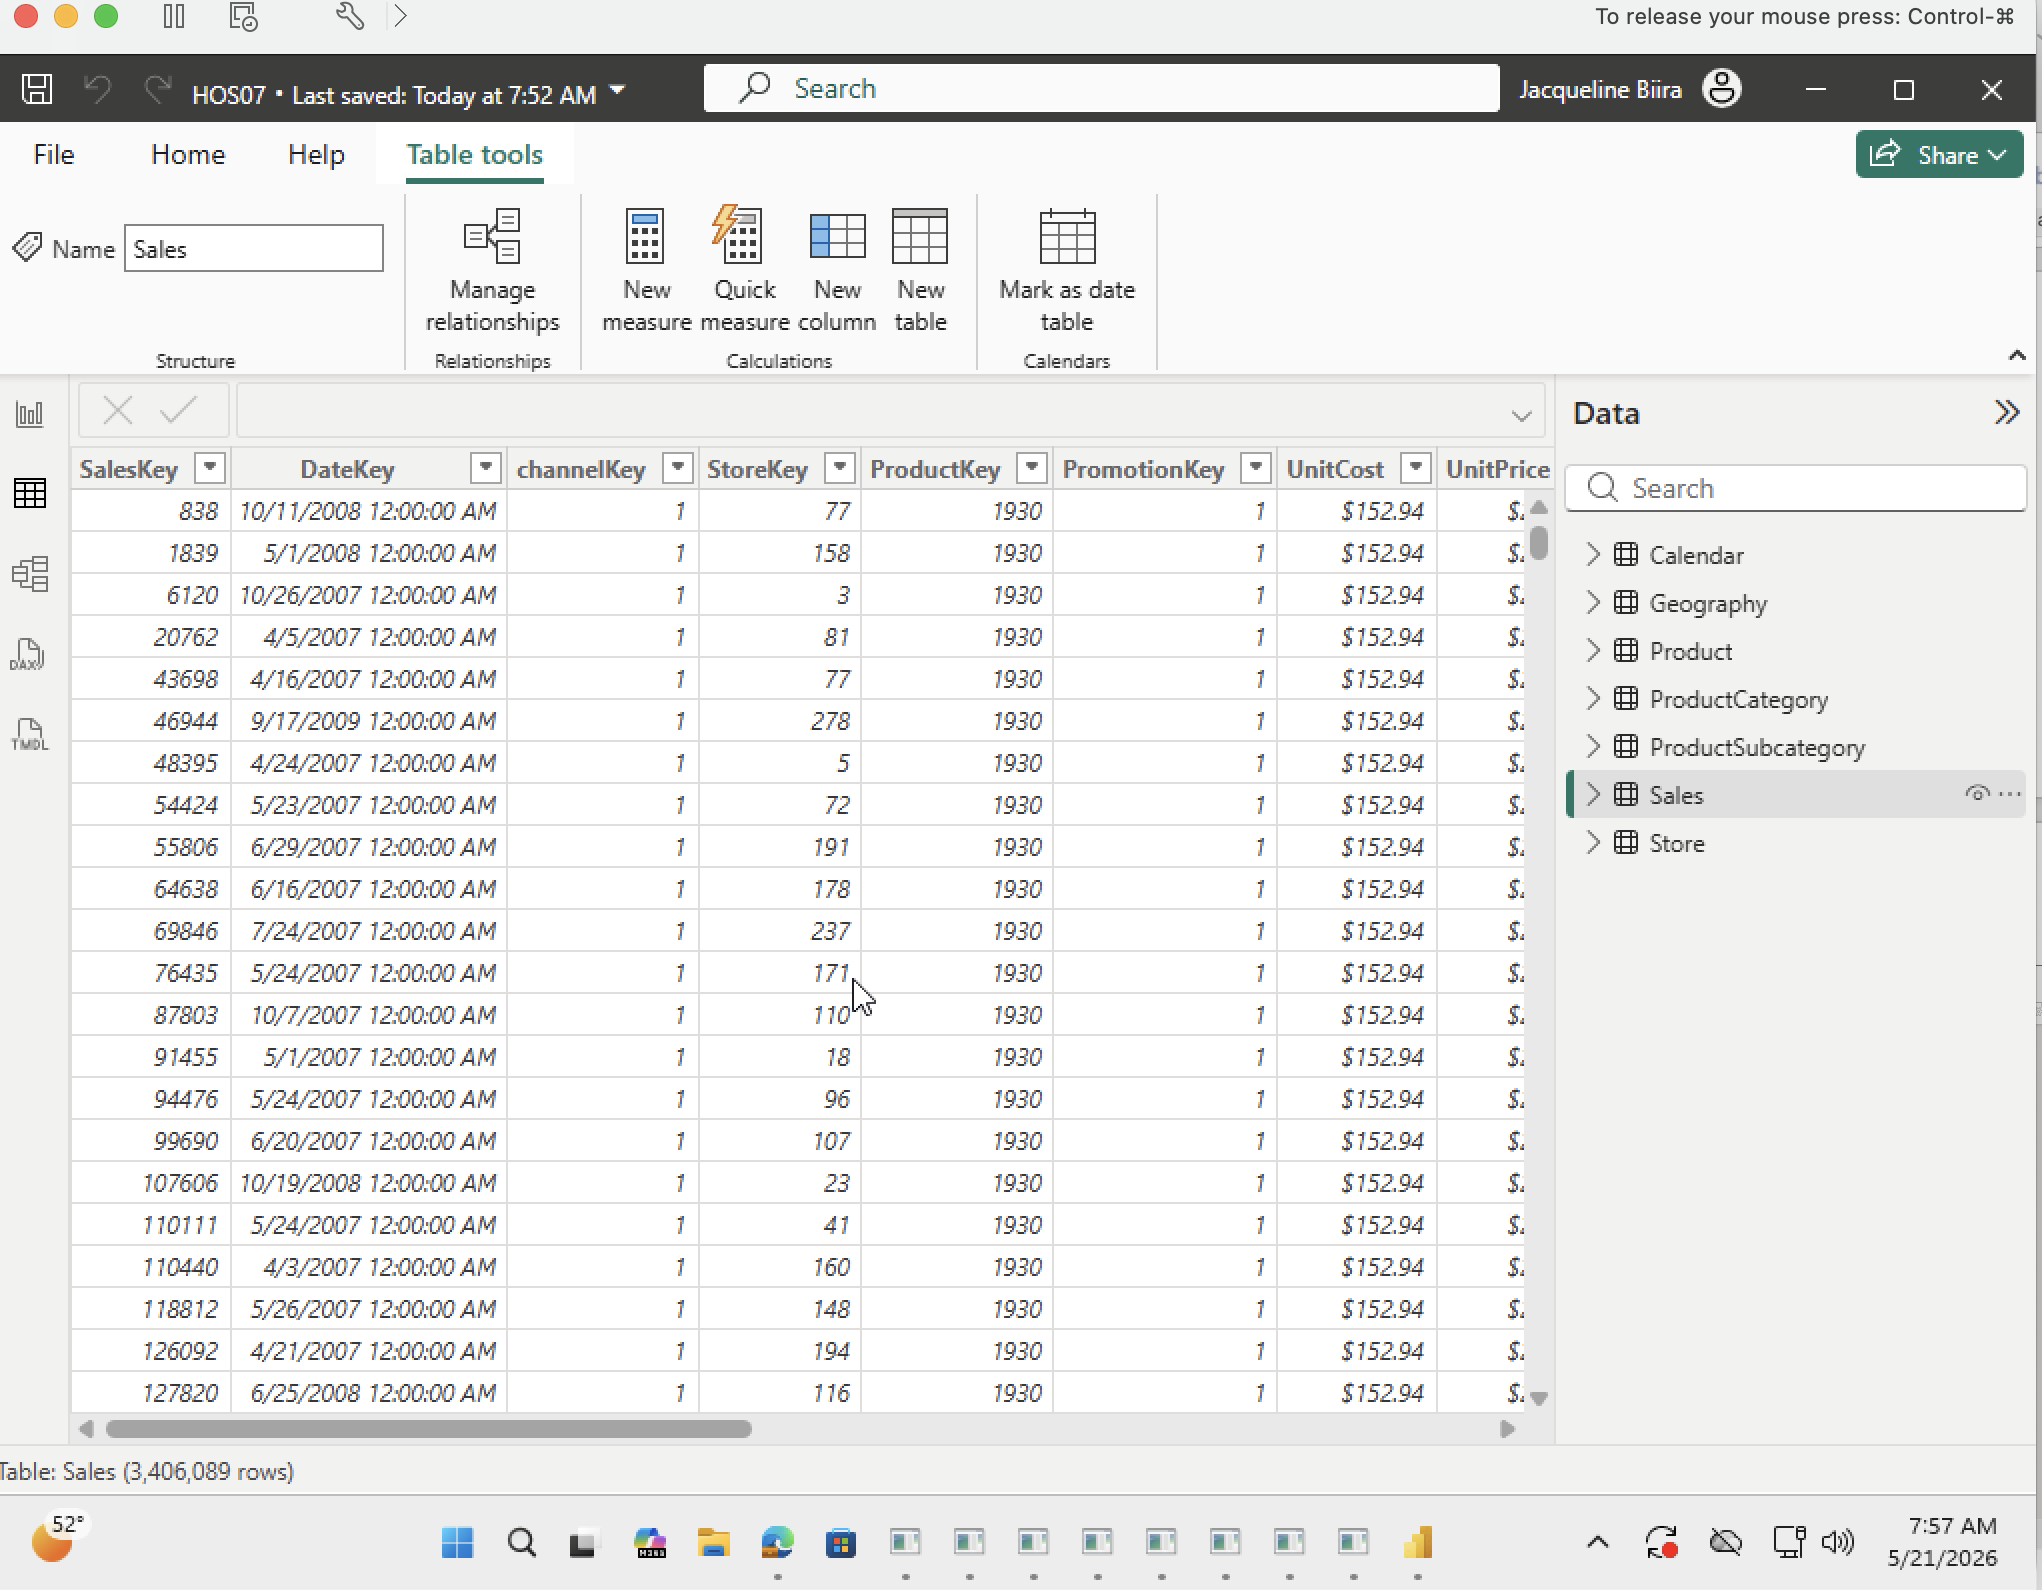 To release your mouse press: Control-⌘
HOS07 • Last saved: Today at 7:52 AM
Search
Jacqueline Biira
File Home Help Table tools
Share
Name Sales
Manage relationships
New measure
Quick measure
New column
New table
Mark as date table
Structure Relationships Calculations Calendars
SalesKey DateKey channelKey StoreKey ProductKey PromotionKey UnitCost UnitPrice
838 10/11/2008 12:00:00 AM 1 77 1930 1 $152.94
1839 5/1/2008 12:00:00 AM 1 158 1930 1 $152.94
6120 10/26/2007 12:00:00 AM 1 3 1930 1 $152.94
20762 4/5/2007 12:00:00 AM 1 81 1930 1 $152.94
43698 4/16/2007 12:00:00 AM 1 77 1930 1 $152.94
46944 9/17/2009 12:00:00 AM 1 278 1930 1 $152.94
48395 4/24/2007 12:00:00 AM 1 5 1930 1 $152.94
54424 5/23/2007 12:00:00 AM 1 72 1930 1 $152.94
55806 6/29/2007 12:00:00 AM 1 191 1930 1 $152.94
64638 6/16/2007 12:00:00 AM 1 178 1930 1 $152.94
69846 7/24/2007 12:00:00 AM 1 237 1930 1 $152.94
76435 5/24/2007 12:00:00 AM 1 171 1930 1 $152.94
87803 10/7/2007 12:00:00 AM 1 110 1930 1 $152.94
91455 5/1/2007 12:00:00 AM 1 18 1930 1 $152.94
94476 5/24/2007 12:00:00 AM 1 96 1930 1 $152.94
99690 6/20/2007 12:00:00 AM 1 107 1930 1 $152.94
107606 10/19/2008 12:00:00 AM 1 23 1930 1 $152.94
110111 5/24/2007 12:00:00 AM 1 41 1930 1 $152.94
110440 4/3/2007 12:00:00 AM 1 160 1930 1 $152.94
118812 5/26/2007 12:00:00 AM 1 148 1930 1 $152.94
126092 4/21/2007 12:00:00 AM 1 194 1930 1 $152.94
127820 6/25/2008 12:00:00 AM 1 116 1930 1 $152.94
DAX
TMDL
Data
Search
Calendar
Geography
Product
ProductCategory
ProductSubcategory
Sales
Store
Table: Sales (3,406,089 rows)
52°
7:57 AM
5/21/2026